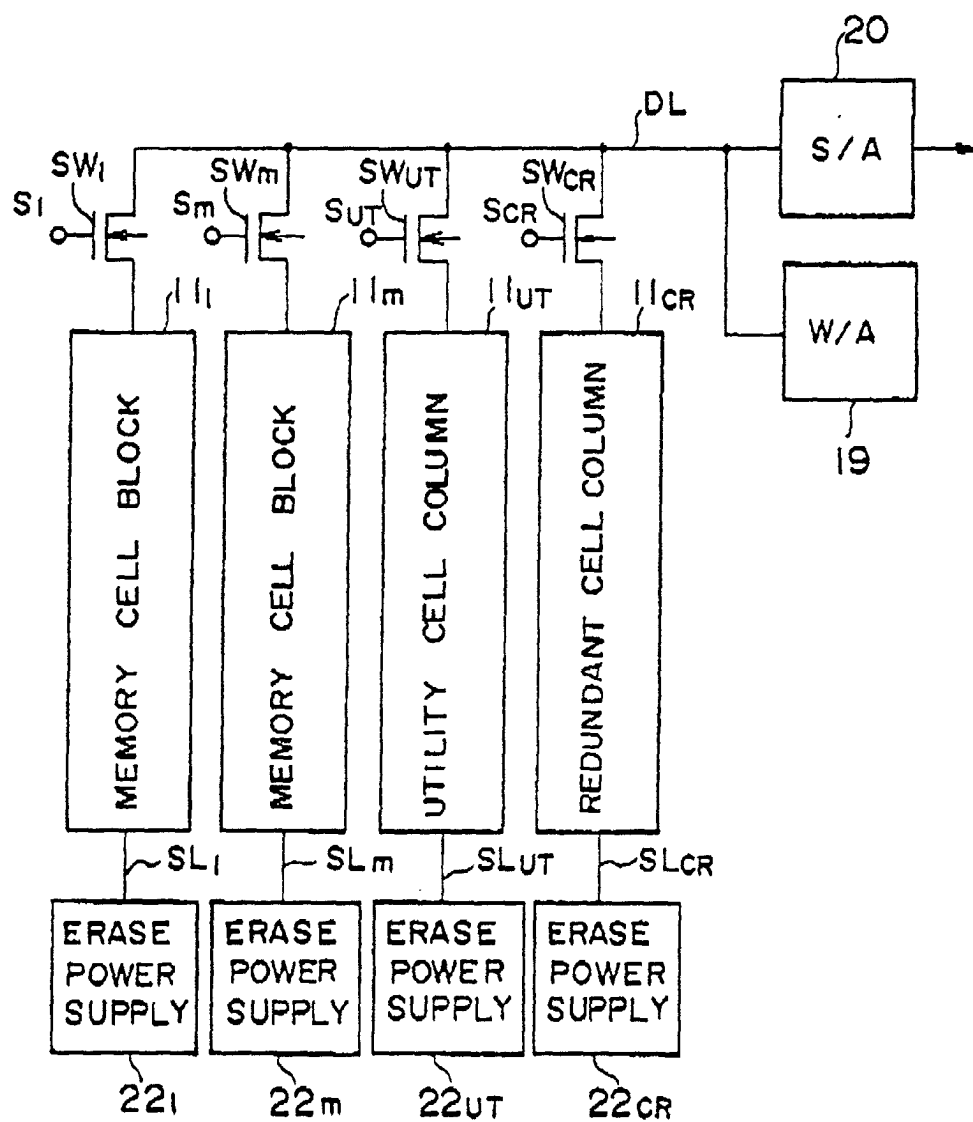 20
DL
S/A
SW1
SWm
SWUT
SWCR
S1
Sm
SUT
SCR
111
11m
11UT
11CR
W/A
19
MEMORY CELL BLOCK
MEMORY CELL BLOCK
UTILITY CELL COLUMN
REDUNDANT CELL COLUMN
SL1
SLm
SLUT
SLCR
ERASE
POWER
SUPPLY
ERASE
POWER
SUPPLY
ERASE
POWER
SUPPLY
ERASE
POWER
SUPPLY
221
22m
22UT
22CR